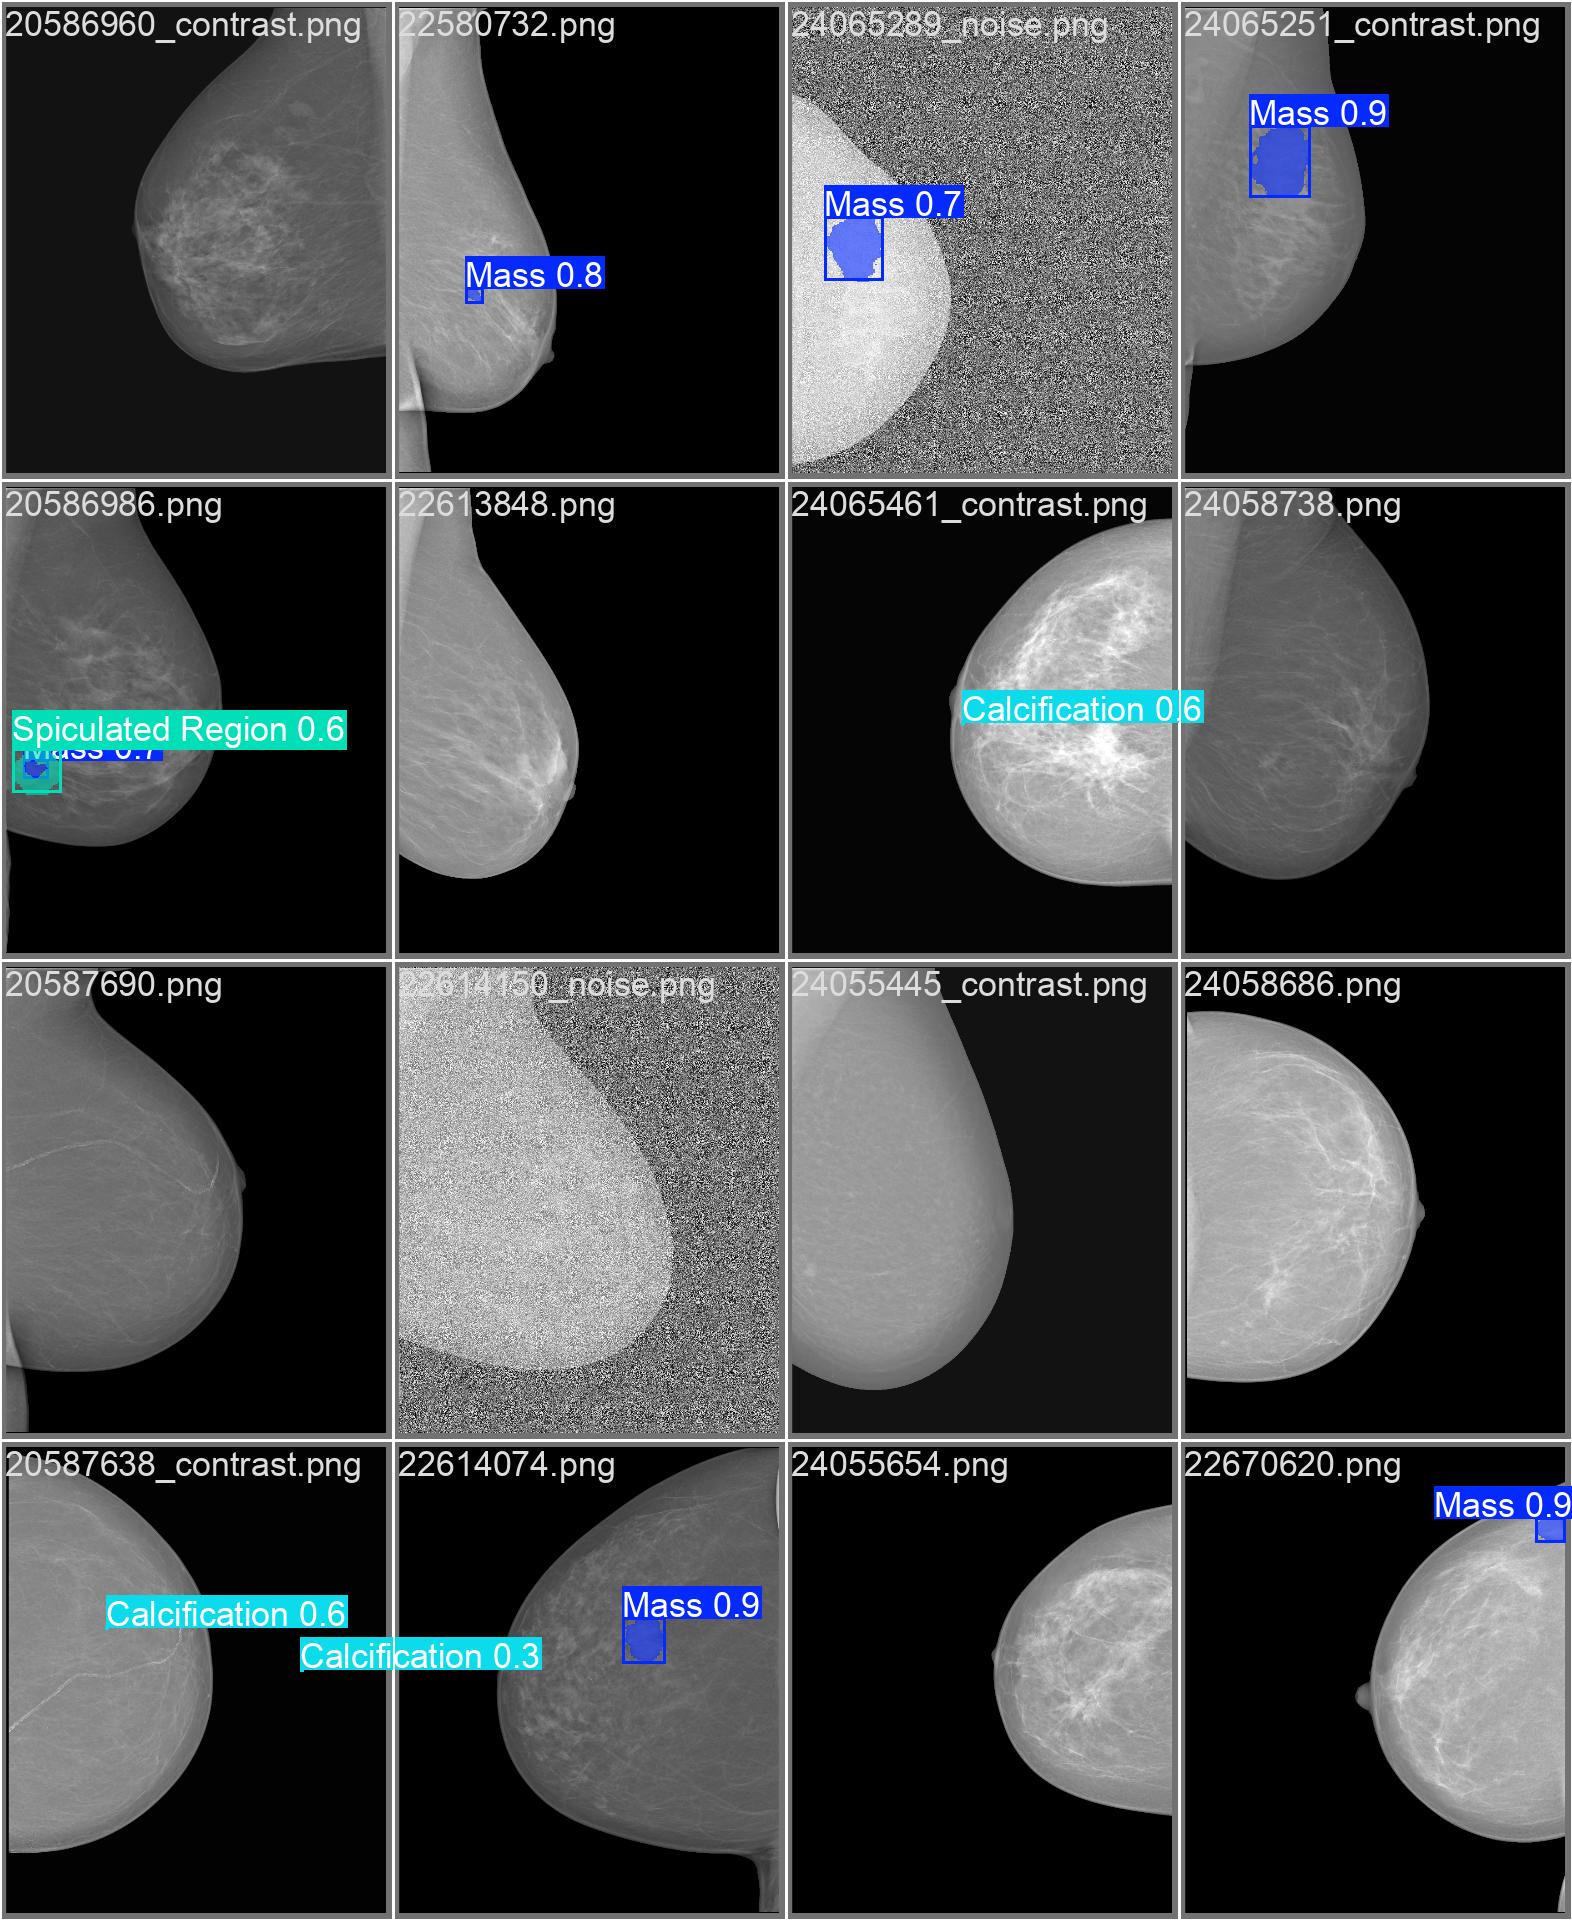 20586960_contrast.png
22580732.png
24065289_noise.png
24065251_contrast.png
Mass 0.9
Mass 0.7
Mass 0.8
20586986.png
22613848.png
24065461_contrast.png
24058738.png
Calcification 0.6
Spiculated Region 0.6
Mass 0.7
20587690.png
22614150_noise.png
24055445_contrast.png
24058686.png
20587638_contrast.png
22614074.png
24055654.png
22670620.png
Mass 0.9
Mass 0.9
Calcification 0.6
Calcification 0.3